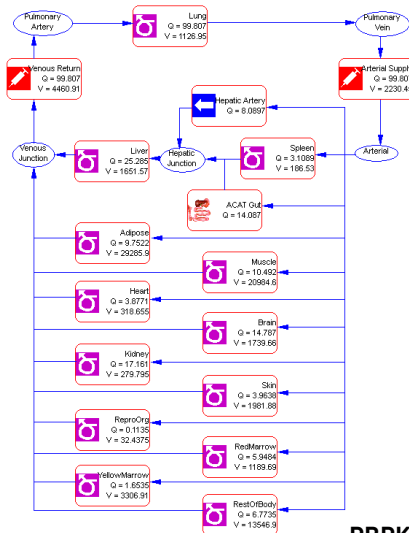 Pulmonary
Artery
Lung
Q = 99.807
V = 1126.95
Pulmonary
Vein
Venous Return
Q = 99.807
V = 4460.91
Arterial Suppl
Q = 99.80
V = 2230.4
Hepatic Artery
Q = 8.0897
Venous
Junction
Liver
Q = 25.285
V = 1651.57
Hepatic
Junction
Spleen
Q = 3.1089
V = 186.53
Arterial
ACAT Gut
Q = 14.087
Adipose
Q = 9.7522
V = 29285.9
Muscle
Q = 10.492
V = 20984.6
Heart
Q = 3.8771
V = 318.655
Brain
Q = 14.787
V = 1739.66
Kidney
Q = 17.161
V = 279.795
Skin
Q = 3.9638
V = 1981.88
ReproOrg
Q = 0.1135
V = 32.4375
RedMarrow
Q = 5.9484
V = 1189.69
YellowMarrow
Q = 1.6535
V = 3306.91
RestOfBody
Q = 6.7735
V = 13546.9